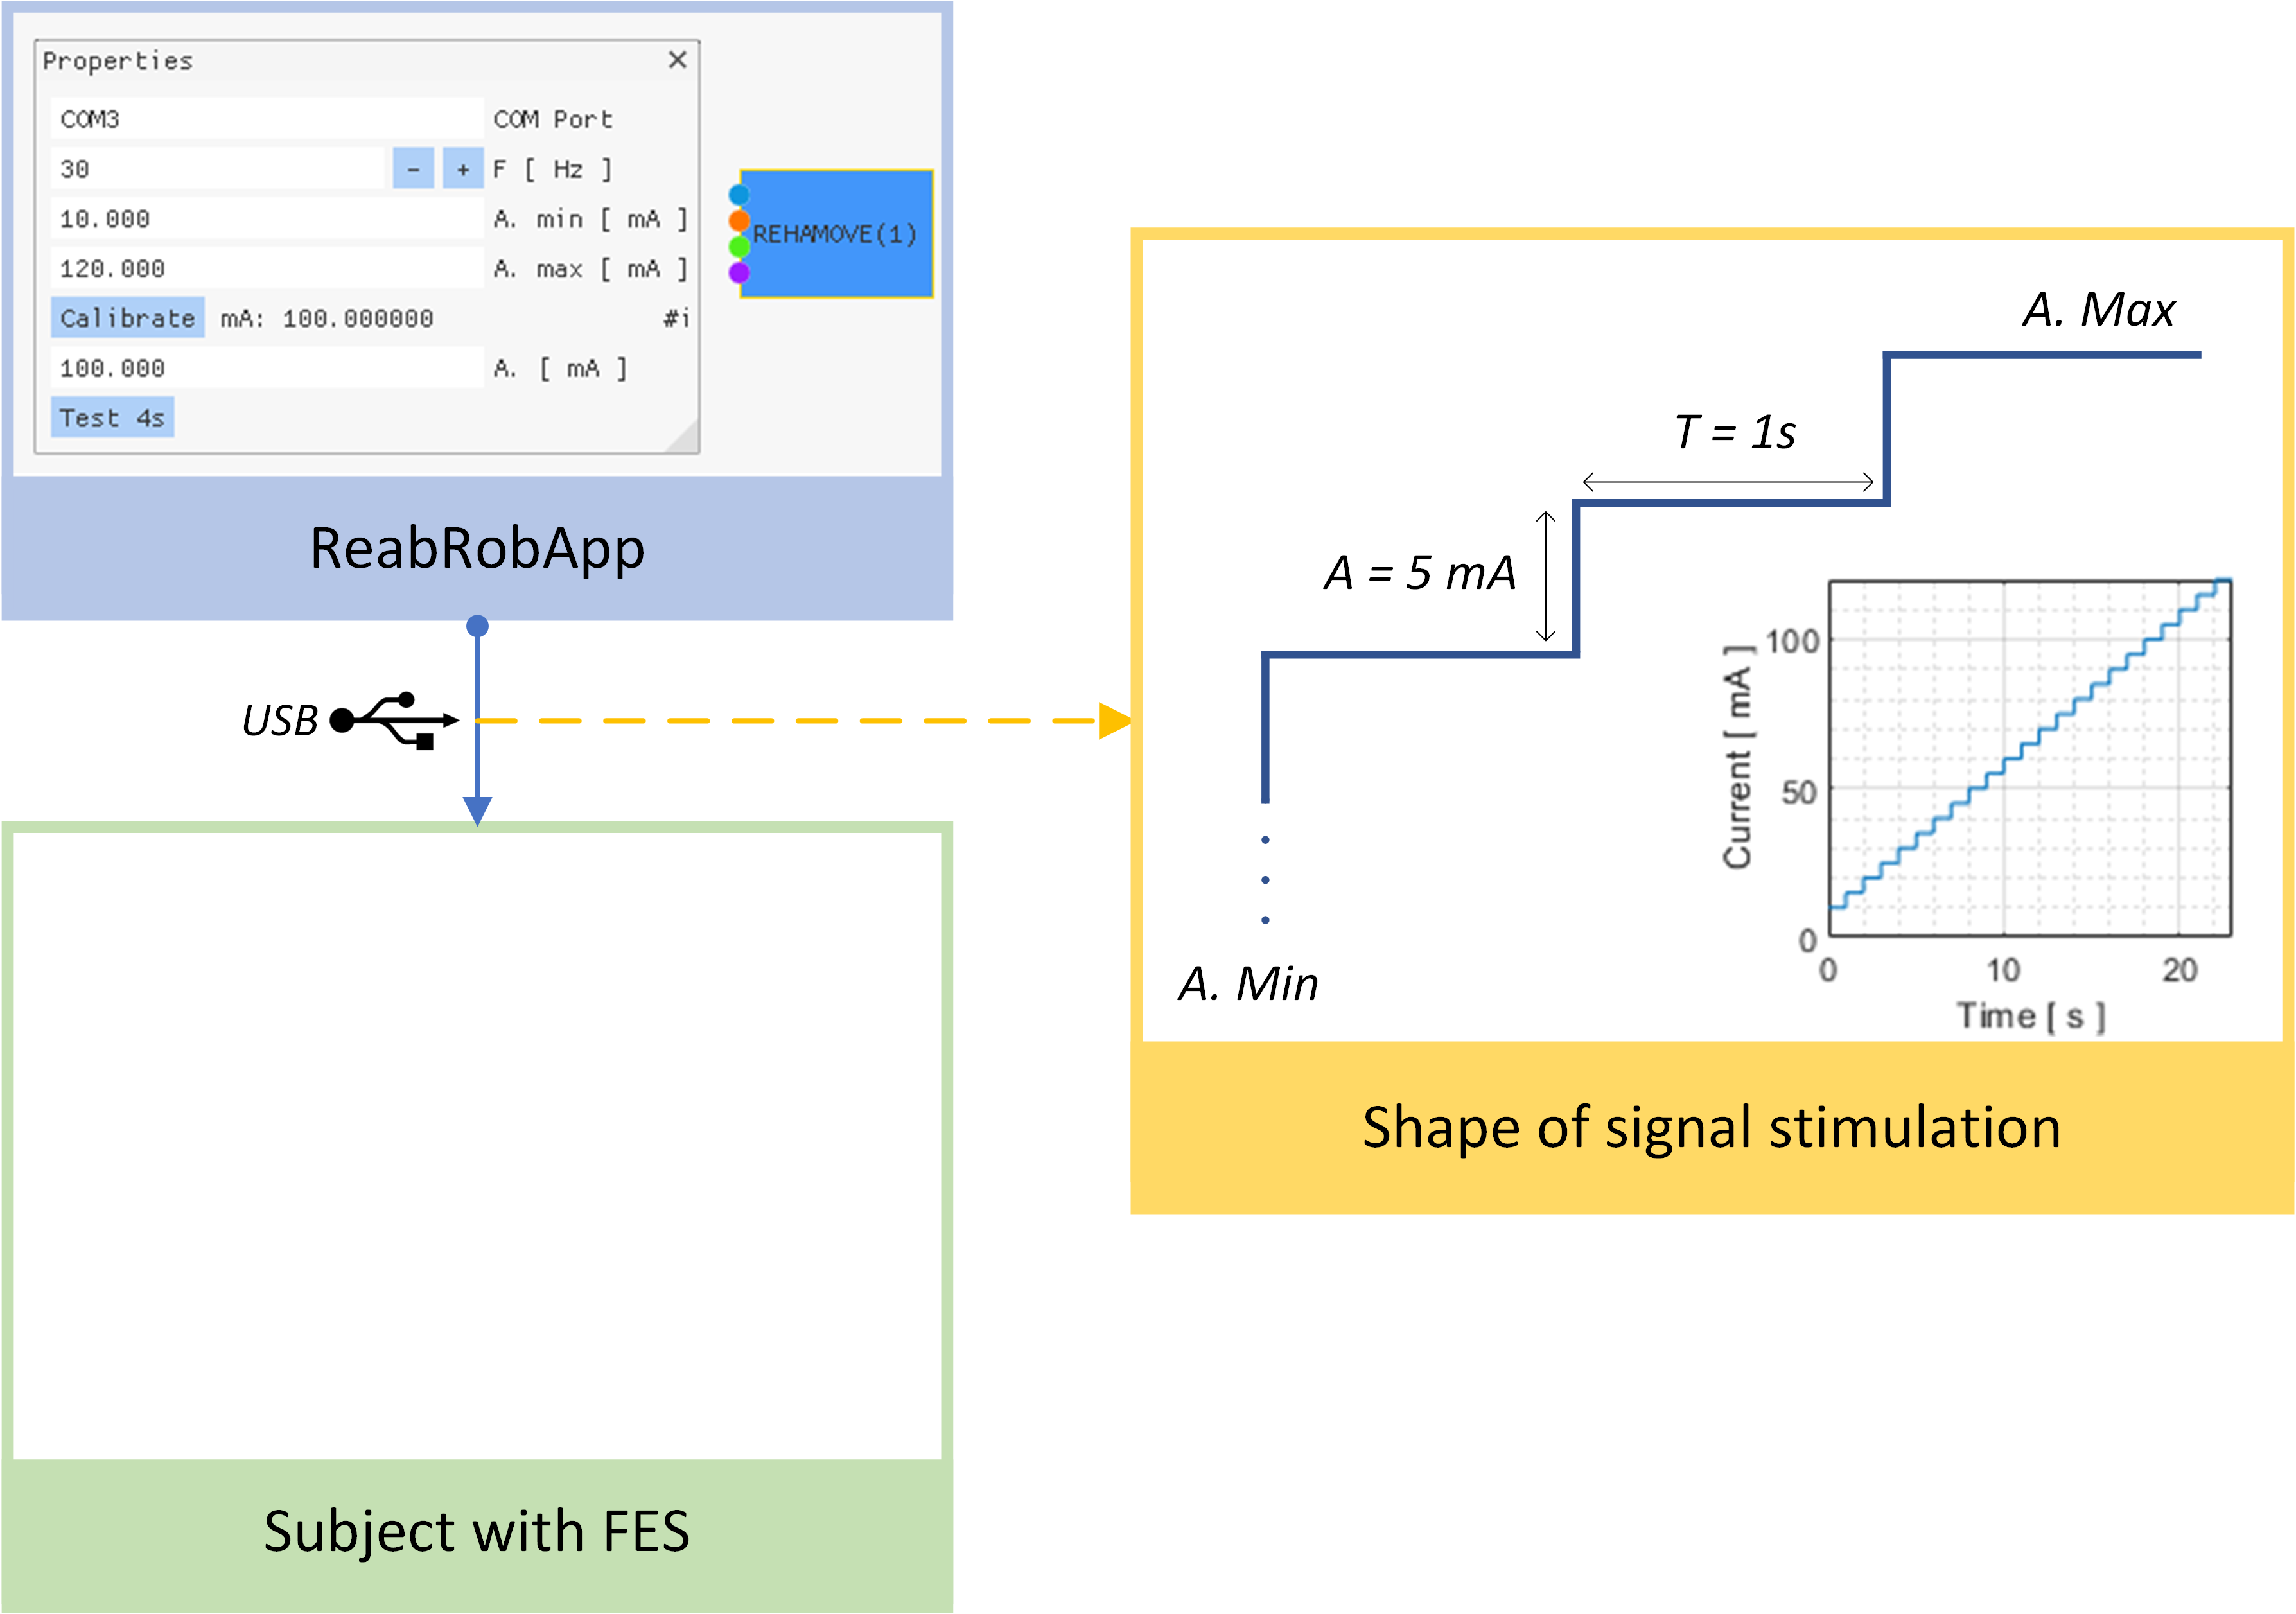 Properties
COM3 COM Port
30 - + F [ Hz ]
10.000 A. min [ mA ]
120.000 A. max [ mA ]
Calibrate mA: 100.000000 #i
100.000 A. [ mA ]
Test 4s
REHAMOVE(1)
ReabRobApp
USB
Subject with FES
A. Max
T = 1s
A = 5 mA
A. Min
Current [ mA ]
100
50
0
0 10 20
Time [ s ]
Shape of signal stimulation